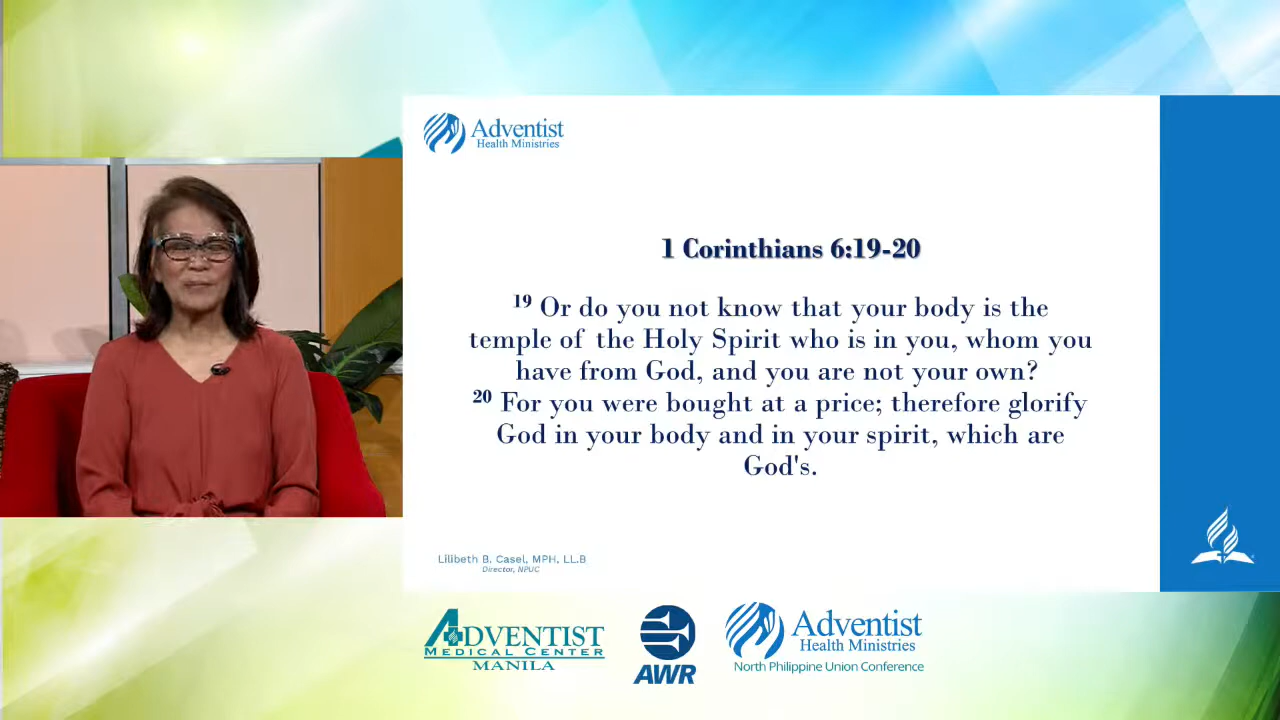 Adventist
Health Ministries
1 Corinthians 6:19-20
19 Or do you not know that your body is the
temple of the Holy Spirit who is in you, whom you
have from God, and you are not your own?
20 For you were bought at a price; therefore glorify
God in your body and in your spirit, which are
God's.
Lilibeth B. Casel, MPH, LL.B
Director, NPUC
ADVENTIST
MEDICAL CENTER
MANILA
AWR
Adventist
Health Ministries
North Philippine Union Conference